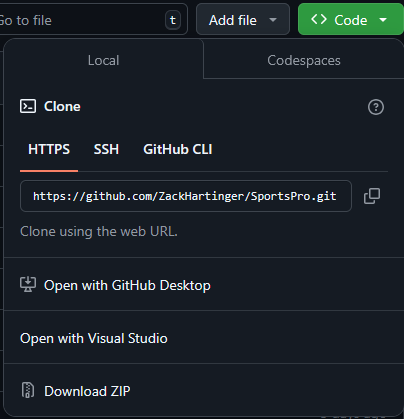 Go to file t Add file <> Code
Local Codespaces
Clone
HTTPS SSH GitHub CLI
https://github.com/ZackHartinger/SportsPro.git
Clone using the web URL.
Open with GitHub Desktop
Open with Visual Studio
Download ZIP